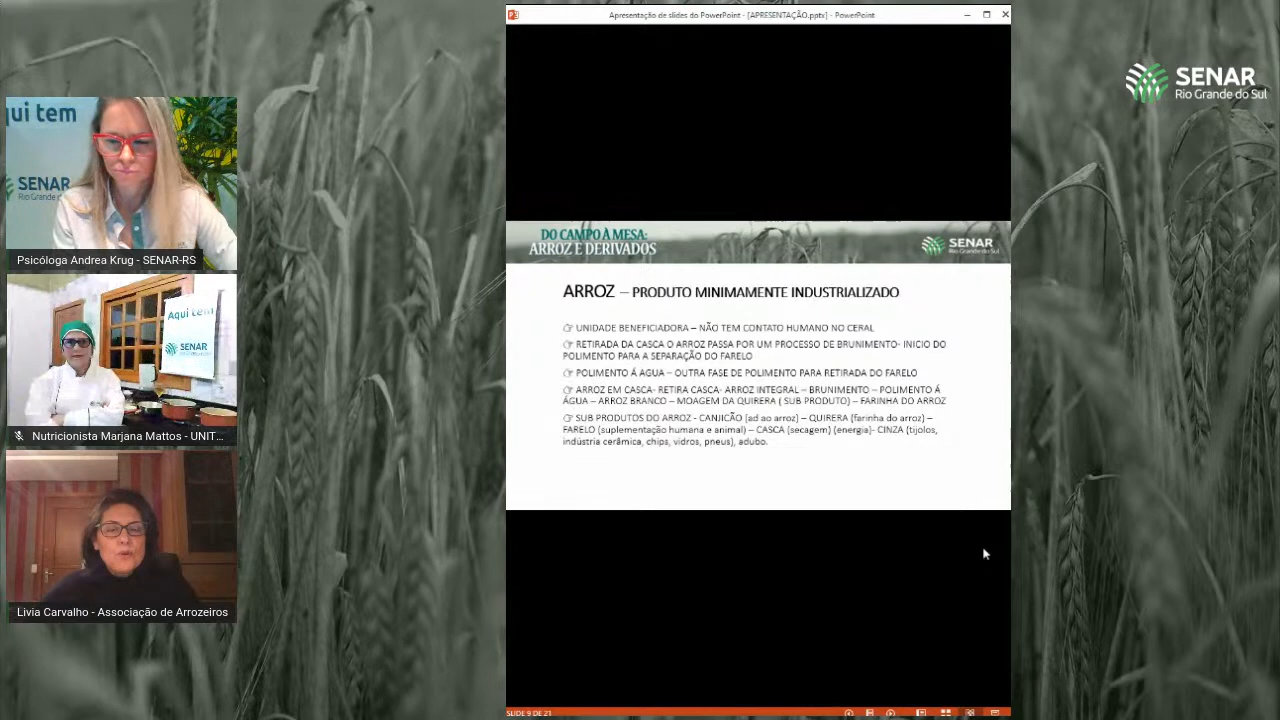 Apresentação de slides do PowerPoint - [APRESENTAÇÃO.pptx] - PowerPoint
SENAR
Rio Grande do Sul
qui tem
SENAR
Rio Grande d
Psicóloga Andrea Krug - SENAR-RS
Aqui tem
SENAR
Nutricionista Marjana Mattos - UNIT...
Livia Carvalho - Associação de Arrozeiros
DO CAMPO À MESA:
ARROZ E DERIVADOS
SENAR
Rio Grande do Sul
ARROZ – PRODUTO MINIMAMENTE INDUSTRIALIZADO
UNIDADE BENEFICIADORA – NÃO TEM CONTATO HUMANO NO CERAL
RETIRADA DA CASCA O ARROZ PASSA POR UM PROCESSO DE BRUNIMENTO- INICIO DO
POLIMENTO PARA A SEPARAÇÃO DO FARELO
POLIMENTO Á AGUA – OUTRA FASE DE POLIMENTO PARA RETIRADA DO FARELO
ARROZ EM CASCA- RETIRA CASCA- ARROZ INTEGRAL – BRUNIMENTO – POLIMENTO Á
ÁGUA – ARROZ BRANCO – MOAGEM DA QUIRERA ( SUB PRODUTO) – FARINHA DO ARROZ
SUB PRODUTOS DO ARROZ - CANJICÃO (ad ao arroz) – QUIRERA (farinha do arroz) –
FARELO (suplementação humana e animal) – CASCA (secagem) (energia)- CINZA (tijolos,
indústria cerâmica, chips, vidros, pneus), adubo.
SLIDE 9 DE 21